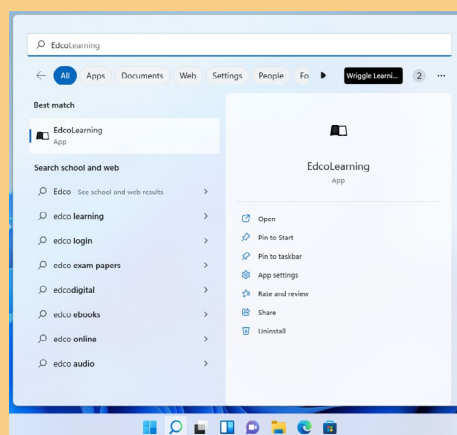 EdcoLearning
All Apps Documents Web Settings People Fo Wriggle Learni... 2 ...
Best match
EdcoLearning
App
Search school and web
Edco - See school and web results
edco learning
edco login
edco exam papers
edcodigital
edco ebooks
edco online
edco audio
EdcoLearning
App
Open
Pin to Start
Pin to taskbar
App settings
Rate and review
Share
Uninstall